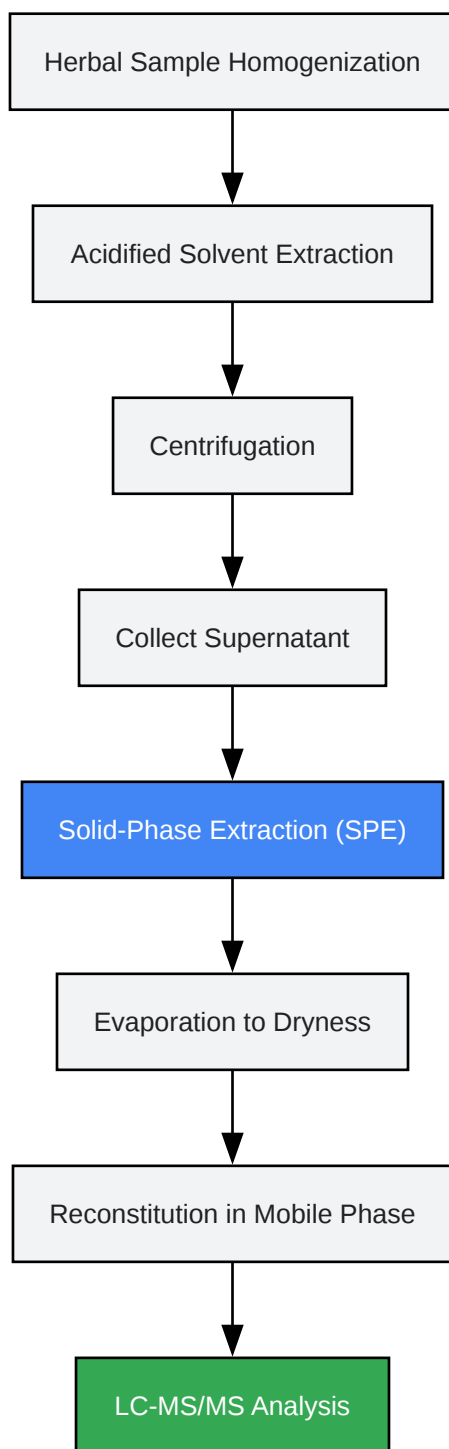 Herbal Sample Homogenization
Acidified Solvent Extraction
Centrifugation
Collect Supernatant
Solid-Phase Extraction (SPE)
Evaporation to Dryness
Reconstitution in Mobile Phase
LC-MS/MS Analysis